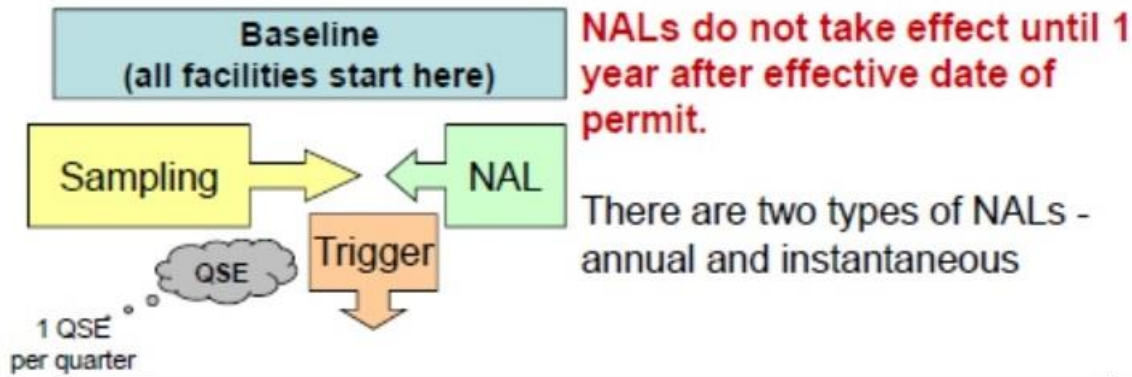 Baseline
(all facilities start here)
NALs do not take effect until 1
year after effective date of
permit.
Sampling
NAL
There are two types of NALs -
annual and instantaneous
Trigger
QSE
1 QSE
per quarter